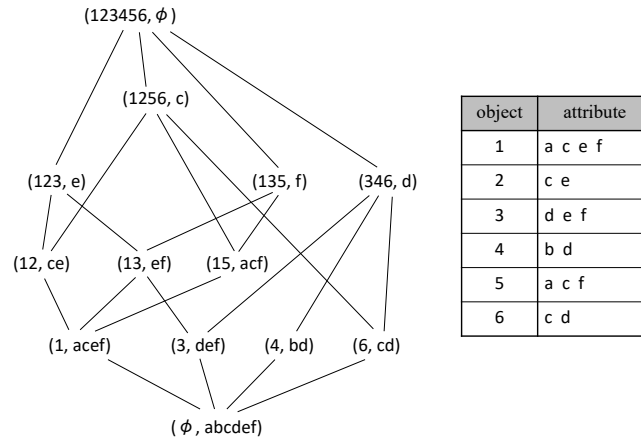 (123456, ϕ)
(1256, c)
(123, e) (135, f) (346, d)
(12, ce) (13, ef) (15, acf)
(1, acef) (3, def) (4, bd) (6, cd)
(ϕ, abcdef)
object attribute
1 a c e f
2 c e
3 d e f
4 b d
5 a c f
6 c d